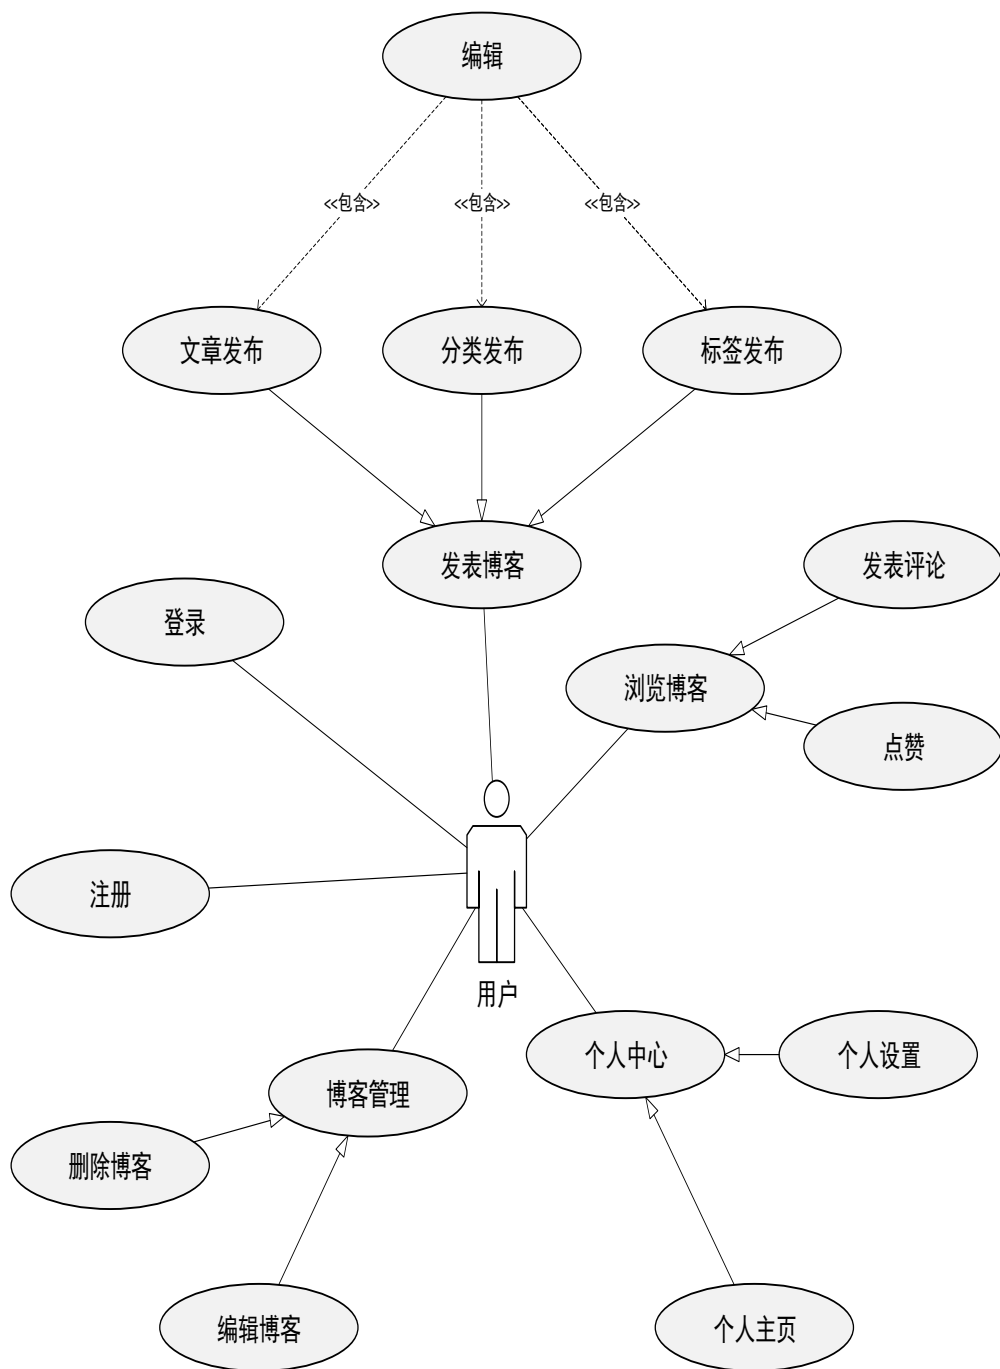 编辑
<<包含>>
<<包含>>
<<包含>>
文章发布
分类发布
标签发布
发表博客
发表评论
登录
浏览博客
点赞
注册
用户
个人中心
个人设置
博客管理
删除博客
编辑博客
个人主页